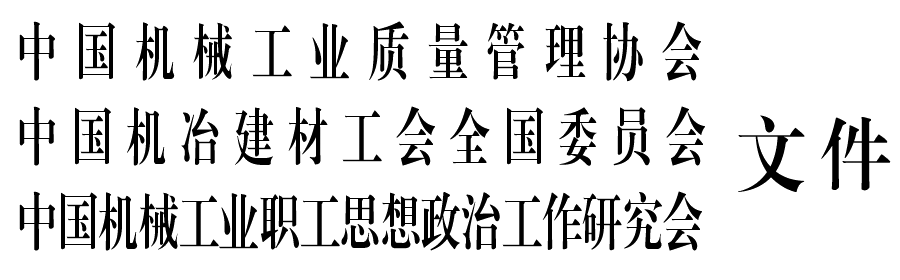 中国机械工业质量管理协会
中国机冶建材工会全国委员会
中国机械工业职工思想政治工作研究会
文件